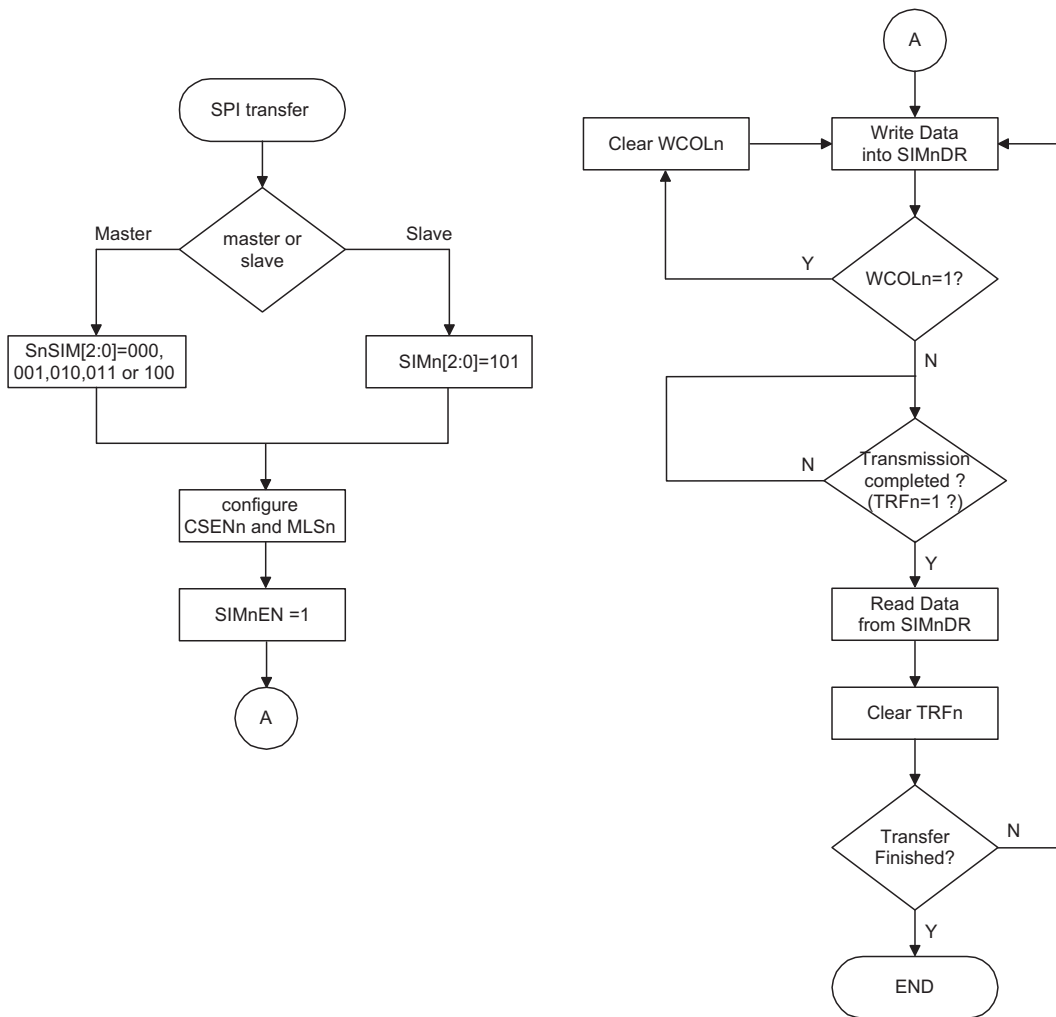 SPI transfer
master or
slave
Master
Slave
SnSIM[2:0]=000,
001,010,011 or 100
SIMn[2:0]=101
configure
CSENn and MLSn
SIMnEN =1
A
A
Clear WCOLn
Write Data
into SIMnDR
Y
WCOLn=1?
N
N
Transmission
completed ?
(TRFn=1 ?)
Y
Read Data
from SIMnDR
Clear TRFn
Transfer
Finished?
N
Y
END